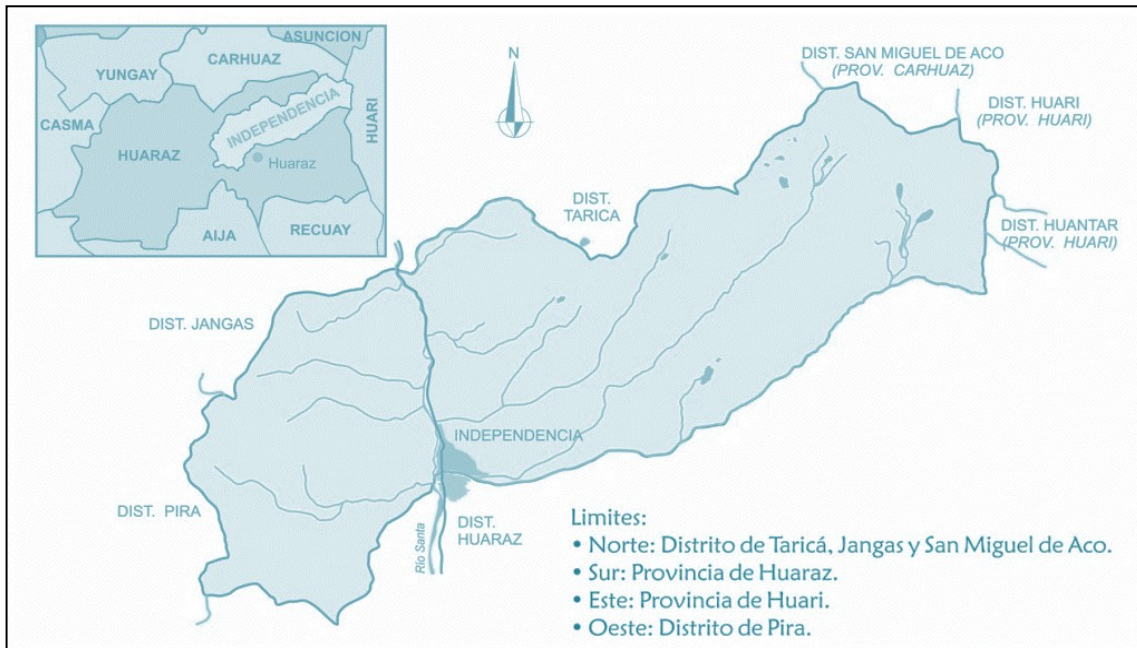 ASUNCION
CARHUAZ
YUNGAY
CASMA
INDEPENDENCIA
HUARI
HUARAZ
Huaraz
AIJA
RECUAY
N
DIST. SAN MIGUEL DE ACO
(PROV. CARHUAZ)
DIST. HUARI
(PROV. HUARI)
DIST.
TARICA
DIST. HUANTAR
(PROV. HUARI)
DIST. JANGAS
INDEPENDENCIA
DIST. PIRA
DIST.
HUARAZ
Río Santa
Limites:
• Norte: Distrito de Taricá, Jangas y San Miguel de Aco.
• Sur: Provincia de Huaraz.
• Este: Provincia de Huari.
• Oeste: Distrito de Pira.